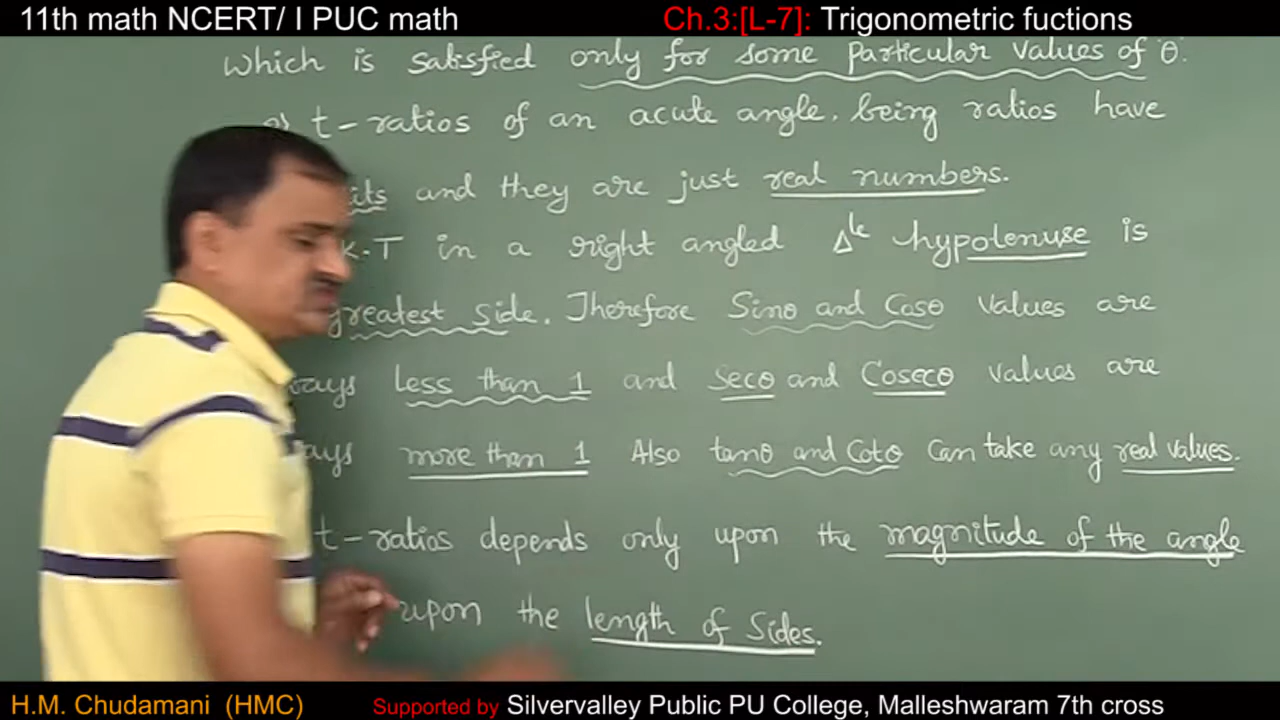 11th math NCERT/ I PUC math Ch.3:[L-7]: Trigonometric fuctions
which is satisfied only for some particular values of θ.
t-ratios of an acute angle, being ratios have
and they are just real numbers.
K.T in a right angled Δle hypotenuse is
greatest side. Therefore Sinθ and Cosθ values are
less than 1 and Secθ and Cosecθ values are
more than 1 Also tanθ and Cotθ Can take any real values.
t-ratios depends only upon the magnitude of the angle
upon the length of Sides.
H.M. Chudamani (HMC) Supported by Silvervalley Public PU College, Malleshwaram 7th cross